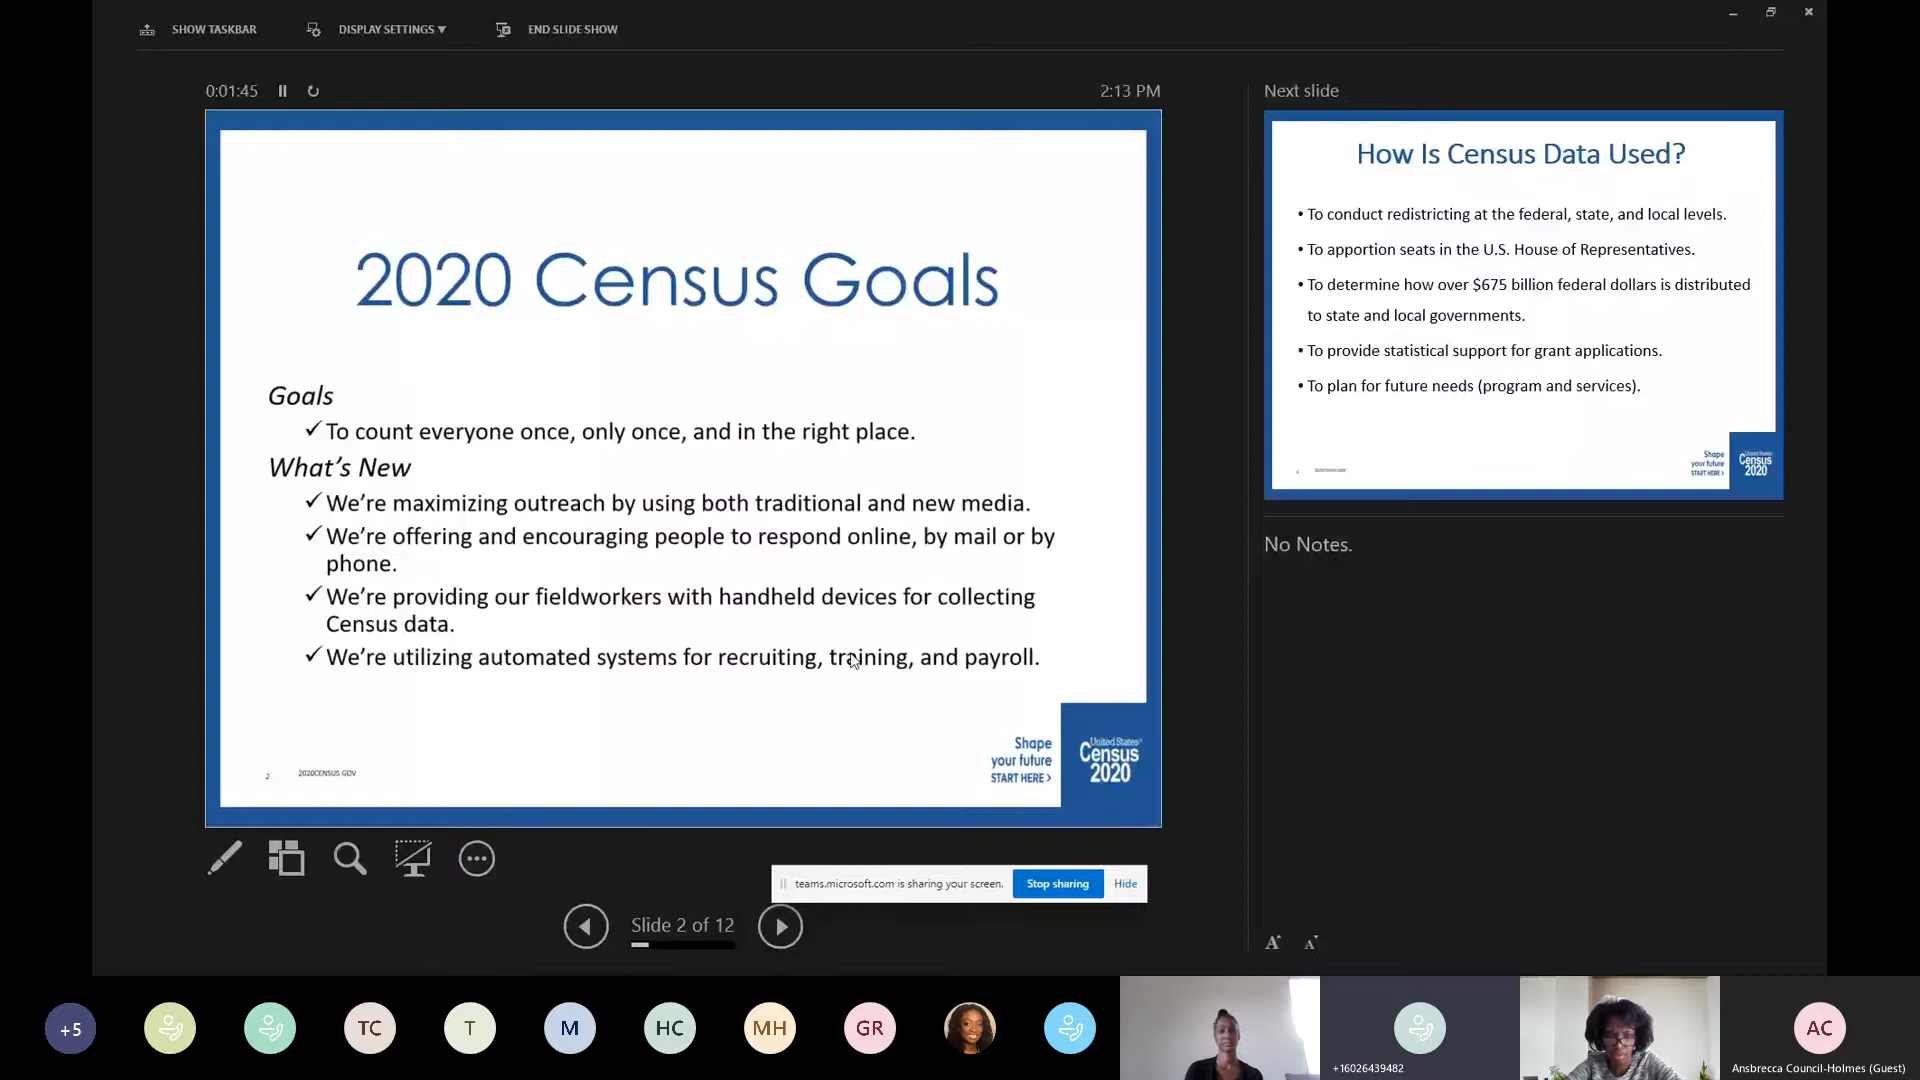 SHOW TASKBAR
DISPLAY SETTINGS ▼
END SLIDE SHOW
0:01:45
2:13 PM
2020 Census Goals
Goals
✓ To count everyone once, only once, and in the right place.
What's New
✓ We're maximizing outreach by using both traditional and new media.
✓ We're offering and encouraging people to respond online, by mail or by
phone.
✓ We're providing our fieldworkers with handheld devices for collecting
Census data.
✓ We're utilizing automated systems for recruiting, training, and payroll.
2
2020CENSUS.GOV
Shape
your future
START HERE >
United States®
Census
2020
Next slide
How Is Census Data Used?
• To conduct redistricting at the federal, state, and local levels.
• To apportion seats in the U.S. House of Representatives.
• To determine how over $675 billion federal dollars is distributed
to state and local governments.
• To provide statistical support for grant applications.
• To plan for future needs (program and services).
Shape
your future
START HERE >
United States®
Census
2020
No Notes.
teams.microsoft.com is sharing your screen.
Stop sharing
Hide
Slide 2 of 12
A
A
+5
TC
T
M
HC
MH
GR
+16026439482
AC
Ansbrecca Council-Holmes (Guest)